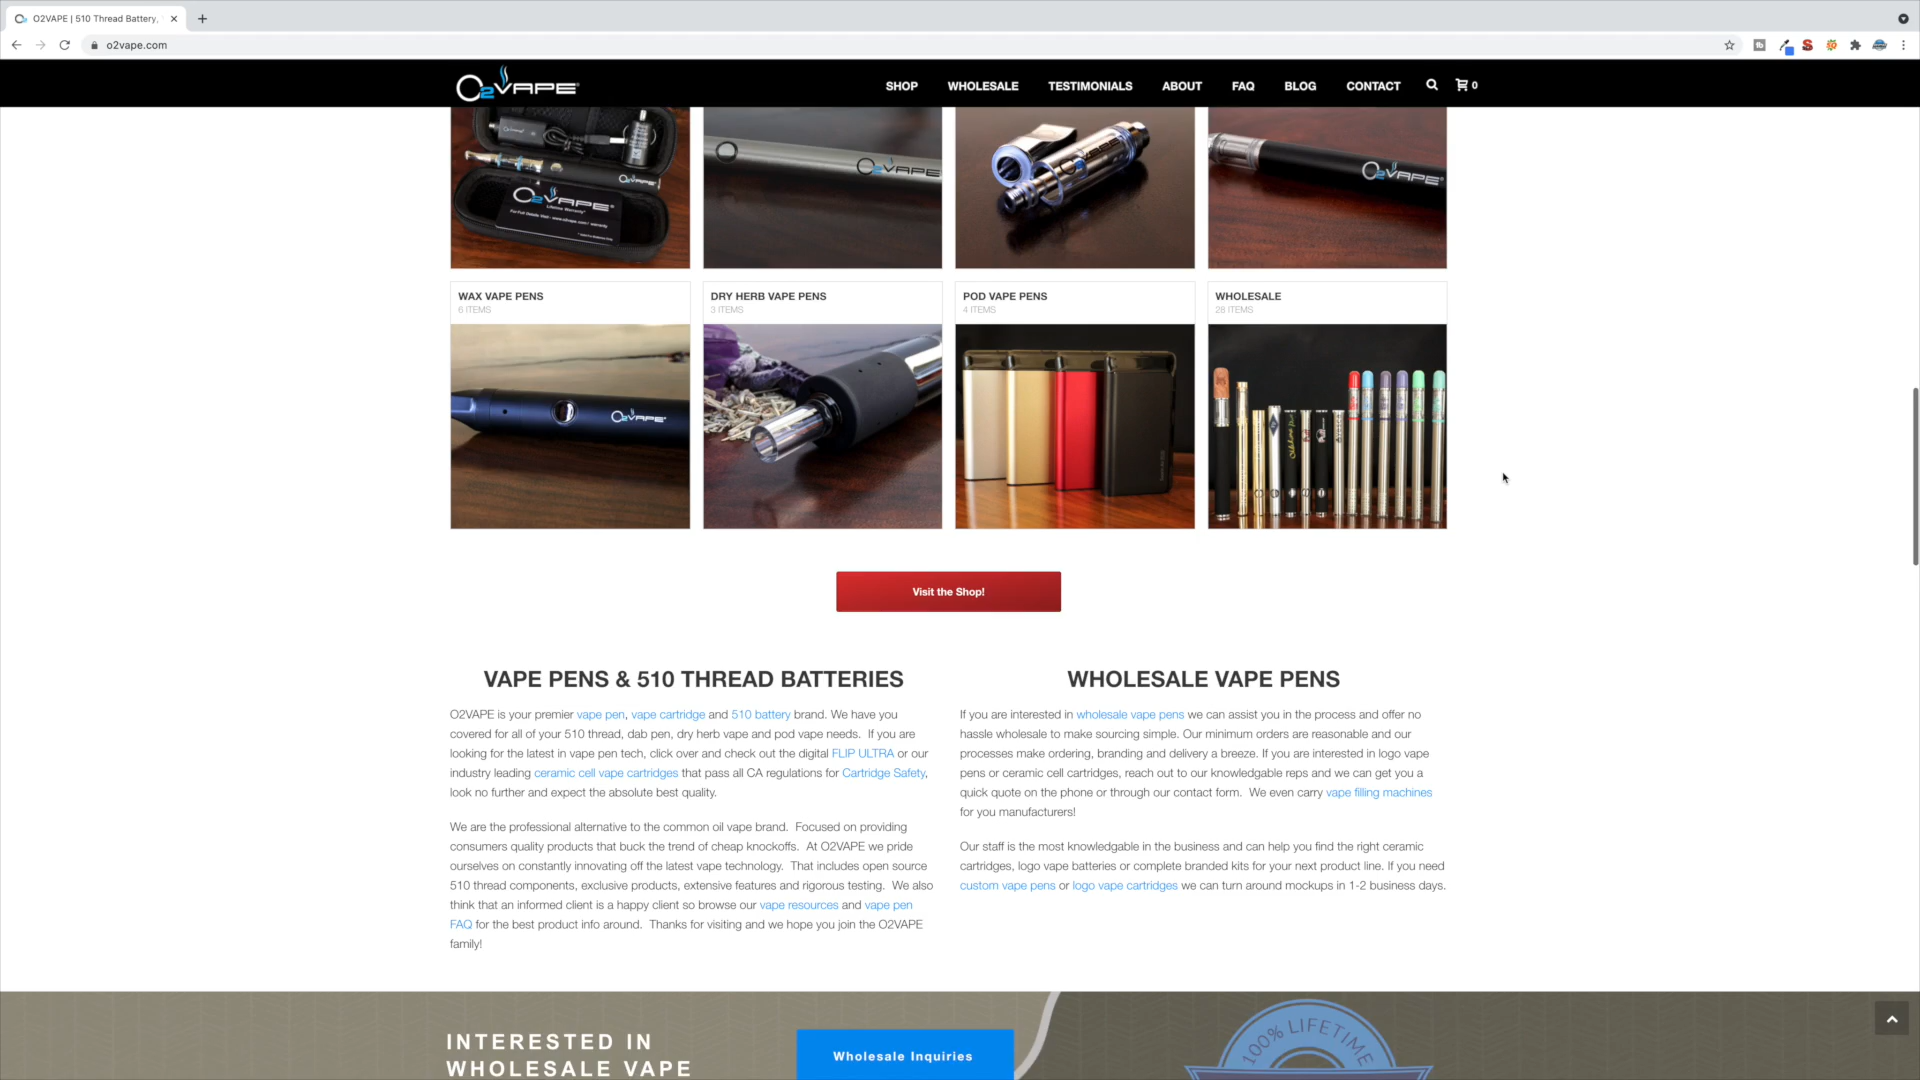 O2VAPE | 510 Thread Battery,
o2vape.com
O2VAPE
SHOP WHOLESALE TESTIMONIALS ABOUT FAQ BLOG CONTACT 0
O2VAPE
O2VAPE
Lifetime Warranty*
O2VAPE
O2VAPE
O2VAPE
WAX VAPE PENS
6 ITEMS
DRY HERB VAPE PENS
3 ITEMS
POD VAPE PENS
4 ITEMS
WHOLESALE
28 ITEMS
O2VAPE
Visit the Shop!
VAPE PENS & 510 THREAD BATTERIES
O2VAPE is your premier vape pen, vape cartridge and 510 battery brand. We have you
covered for all of your 510 thread, dab pen, dry herb vape and pod vape needs. If you are
looking for the latest in vape pen tech, click over and check out the digital FLIP ULTRA or our
industry leading ceramic cell vape cartridges that pass all CA regulations for Cartridge Safety,
look no further and expect the absolute best quality.
We are the professional alternative to the common oil vape brand. Focused on providing
consumers quality products that buck the trend of cheap knockoffs. At O2VAPE we pride
ourselves on constantly innovating off the latest vape technology. That includes open source
510 thread components, exclusive products, extensive features and rigorous testing. We also
think that an informed client is a happy client so browse our vape resources and vape pen
FAQ for the best product info around. Thanks for visiting and we hope you join the O2VAPE
family!
WHOLESALE VAPE PENS
If you are interested in wholesale vape pens we can assist you in the process and offer no
hassle wholesale to make sourcing simple. Our minimum orders are reasonable and our
processes make ordering, branding and delivery a breeze. If you are interested in logo vape
pens or ceramic cell cartridges, reach out to our knowledgable reps and we can get you a
quick quote on the phone or through our contact form. We even carry vape filling machines
for you manufacturers!
Our staff is the most knowledgable in the business and can help you find the right ceramic
cartridges, logo vape batteries or complete branded kits for your next product line. If you need
custom vape pens or logo vape cartridges we can turn around mockups in 1-2 business days.
INTERESTED IN
WHOLESALE VAPE
Wholesale Inquiries
100% LIFETIME